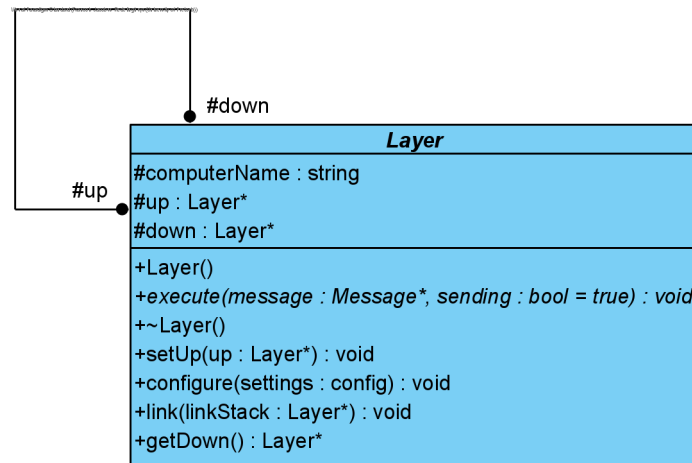 #down
Layer
#up
#computerName : string
#up : Layer*
#down : Layer*
+Layer()
+execute(message : Message*, sending : bool = true) : void
+~Layer()
+setUp(up : Layer*) : void
+configure(settings : config) : void
+link(linkStack : Layer*) : void
+getDown() : Layer*